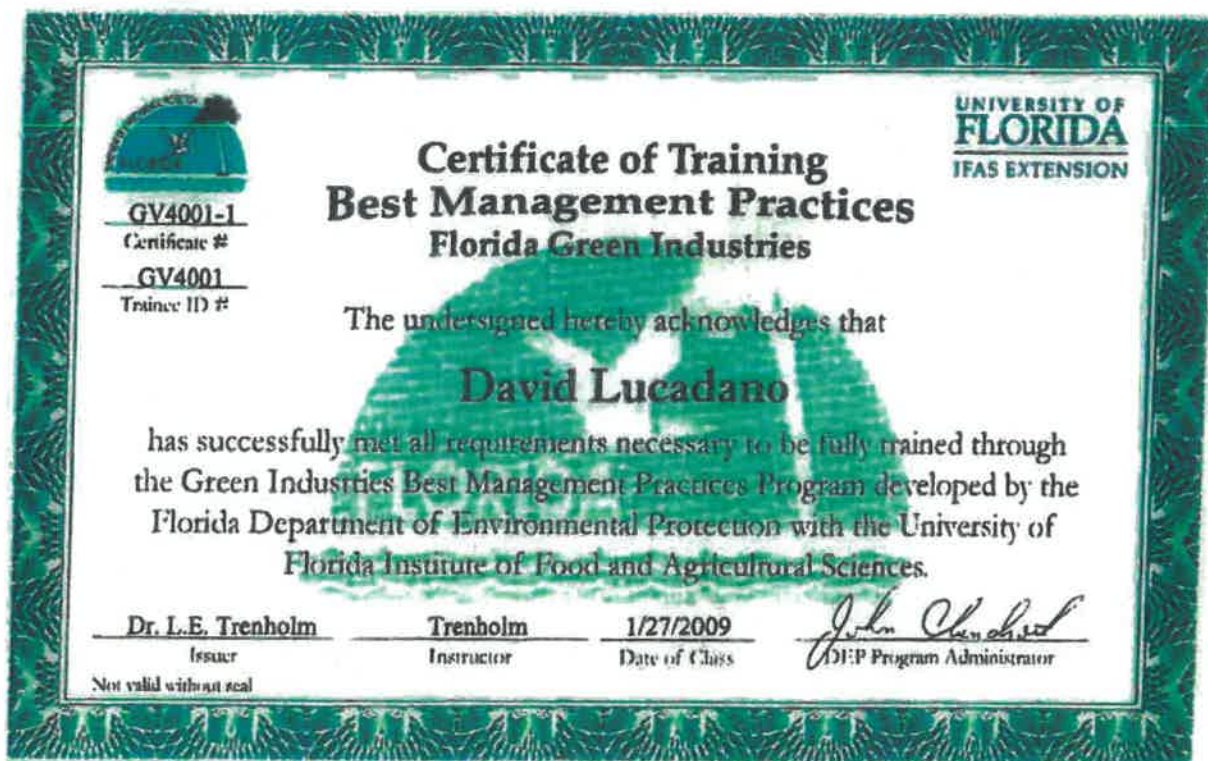 UNIVERSITY OF
FLORIDA
IFAS EXTENSION
Certificate of Training
Best Management Practices
Florida Green Industries
GV4001-1
Certificate #
GV4001
Trainee ID #
The undersigned hereby acknowledges that
David Lucadano
has successfully met all requirements necessary to be fully trained through
the Green Industries Best Management Practices Program developed by the
Florida Department of Environmental Protection with the University of
Florida Institute of Food and Agricultural Sciences.
FLORIDA
Dr. L.E. Trenholm
Trenholm
1/27/2009
Issuer
Instructor
Date of Class
DEP Program Administrator
Not valid without seal